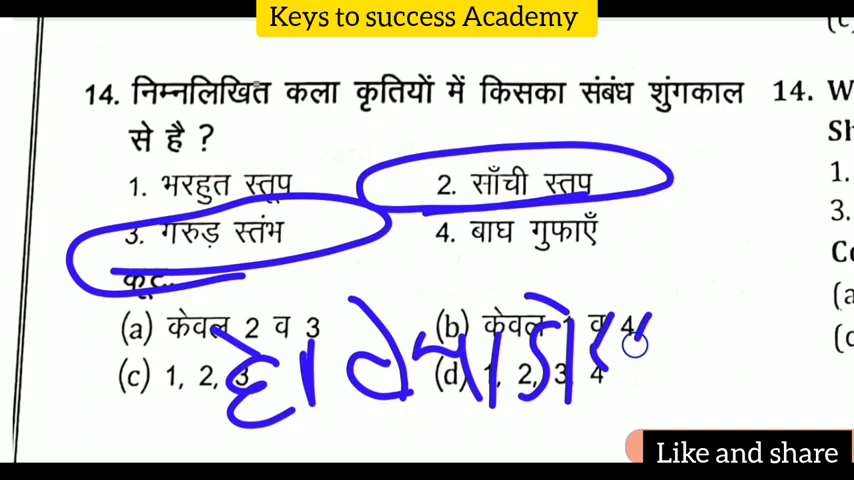 Keys to success Academy
(c)
14. निम्नलिखित कला कृतियों में किसका संबंध शुंगकाल 14. W
से है ? Sh
1. भरहुत स्तूप 2. साँची स्तूप 1.
3. गरुड़ स्तंभ 4. बाघ गुफाएँ 3.
कूटः Co
(a) केवल 2 व 3 (b) केवल 1 व 4 (a)
(c) 1, 2, 3 (d) 1, 2, 3, 4 (c
Like and share